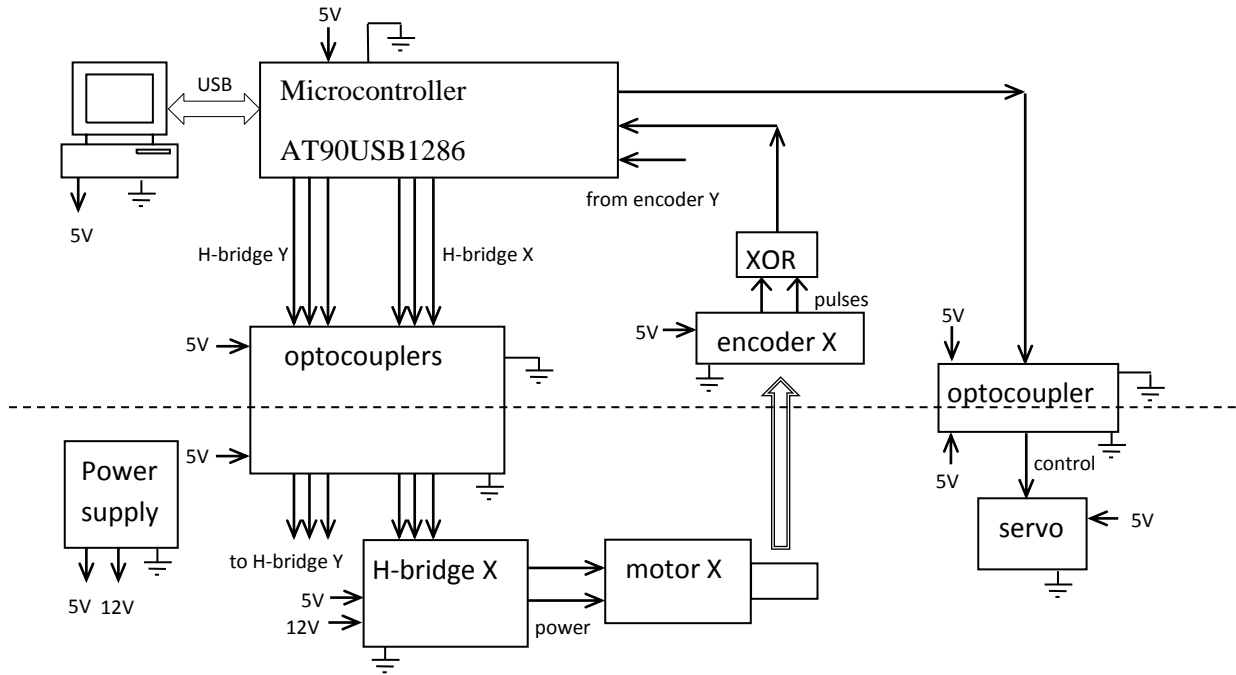 5V
USB
Microcontroller
AT90USB1286
5V
from encoder Y
H-bridge Y
H-bridge X
XOR
pulses
5V
encoder X
5V
optocouplers
5V
optocoupler
5V
5V
control
Power
supply
5V 12V
to H-bridge Y
H-bridge X
5V
12V
power
motor X
servo
5V